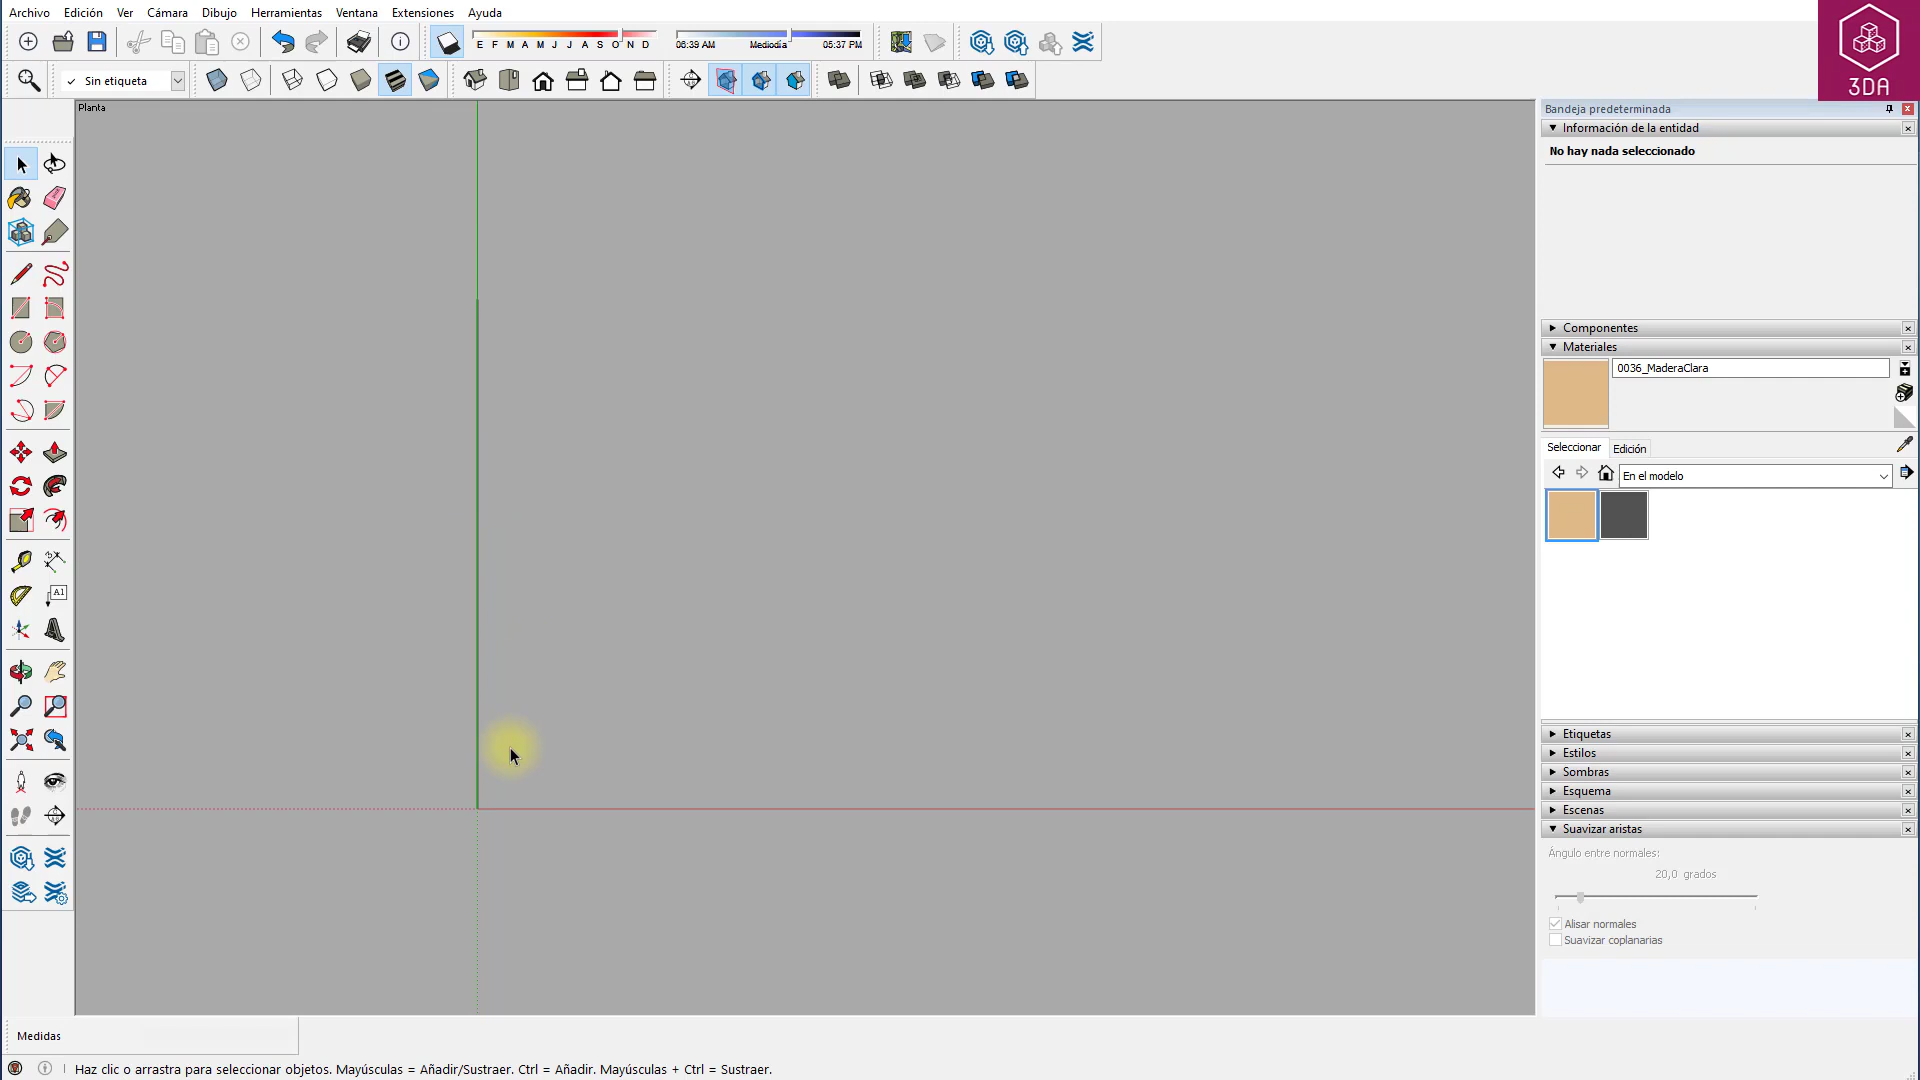 Archivo Edición Ver Cámara Dibujo Herramientas Ventana Extensiones Ayuda
E F M A M J J A S O N D
06:39 AM Mediodía 05:37 PM
3DA
Sin etiqueta
Planta
Bandeja predeterminada
Información de la entidad
No hay nada seleccionado
Componentes
Materiales
0036_MaderaClara
Seleccionar Edición
En el modelo
A1
Etiquetas
Estilos
Sombras
Esquema
Escenas
Suavizar aristas
Ángulo entre normales:
20,0 grados
Alisar normales
Suavizar coplanarias
Medidas
Haz clic o arrastra para seleccionar objetos. Mayúsculas = Añadir/Sustraer. Ctrl = Añadir. Mayúsculas + Ctrl = Sustraer.